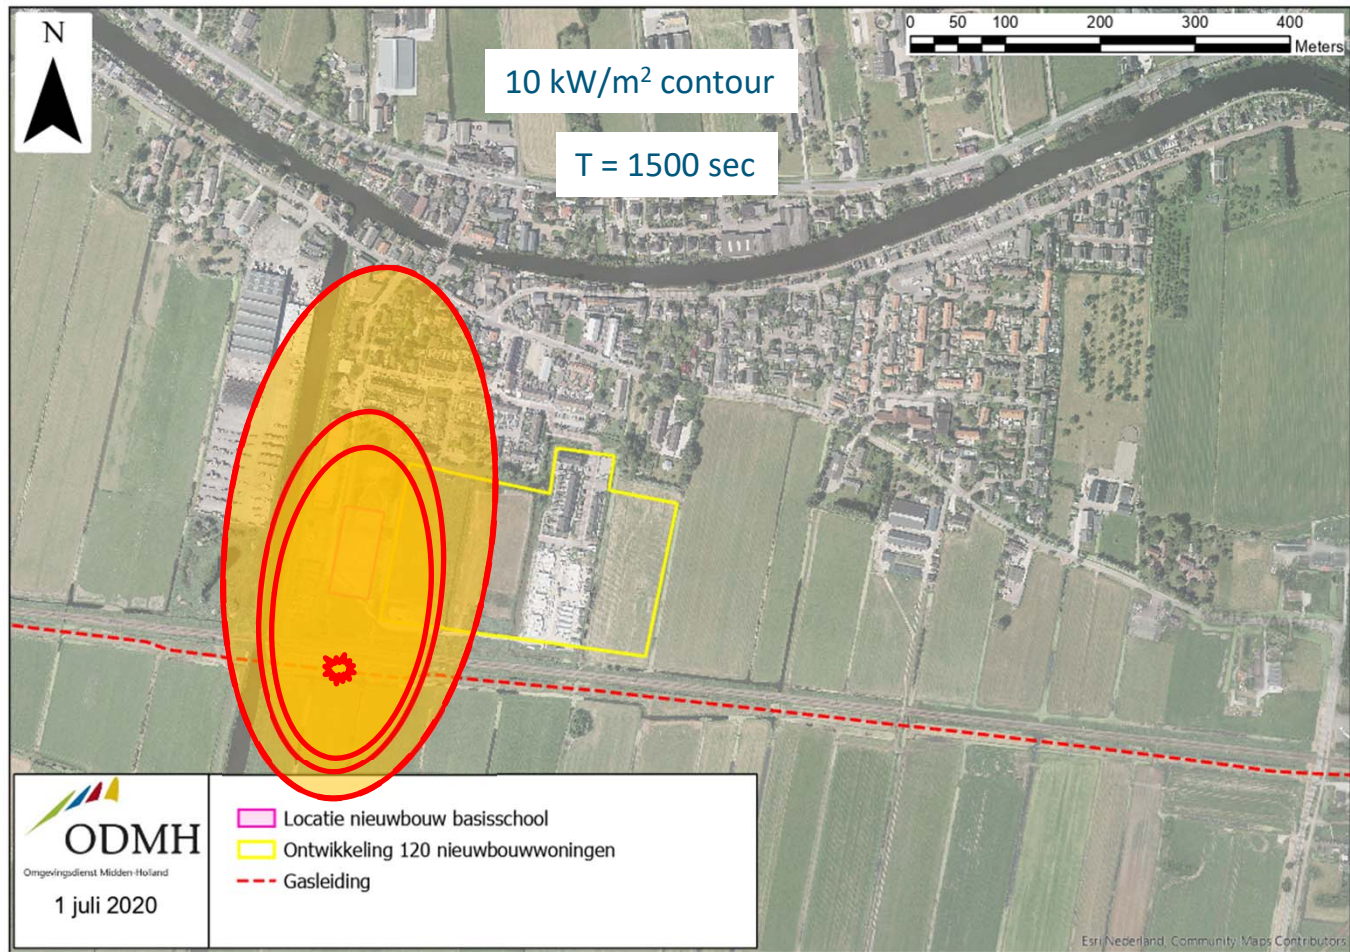 N
10 kW/m² contour
T = 1500 sec
0 50 100 200 300 400
Meters
ODMH
Omgevingsdienst Midden-Holland
1 juli 2020
Locatie nieuwbouw basisschool
Ontwikkeling 120 nieuwbouwwoningen
Gasleiding
Esri Nederland, Community Maps Contributors